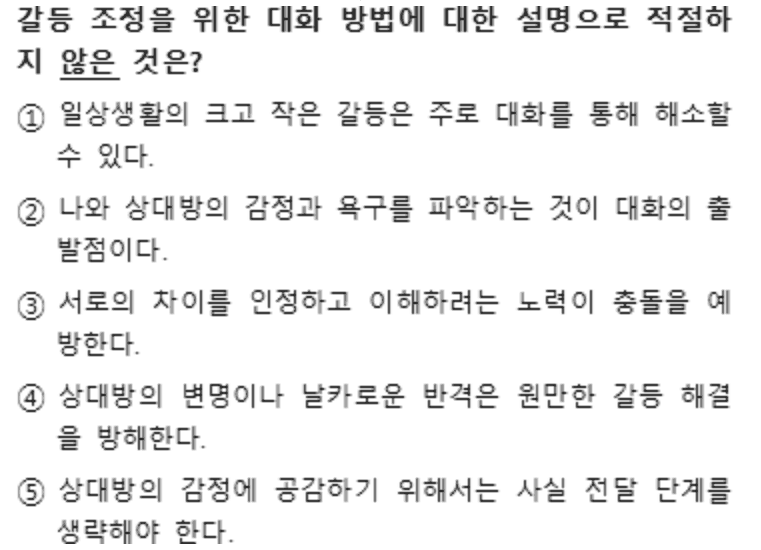 갈등 조정을 위한 대화 방법에 대한 설명으로 적절하
지 않은 것은?
① 일상생활의 크고 작은 갈등은 주로 대화를 통해 해소할
수 있다.
② 나와 상대방의 감정과 욕구를 파악하는 것이 대화의 출
발점이다.
③ 서로의 차이를 인정하고 이해하려는 노력이 충돌을 예
방한다.
④ 상대방의 변명이나 날카로운 반격은 원만한 갈등 해결
을 방해한다.
⑤ 상대방의 감정에 공감하기 위해서는 사실 전달 단계를
생략해야 한다.